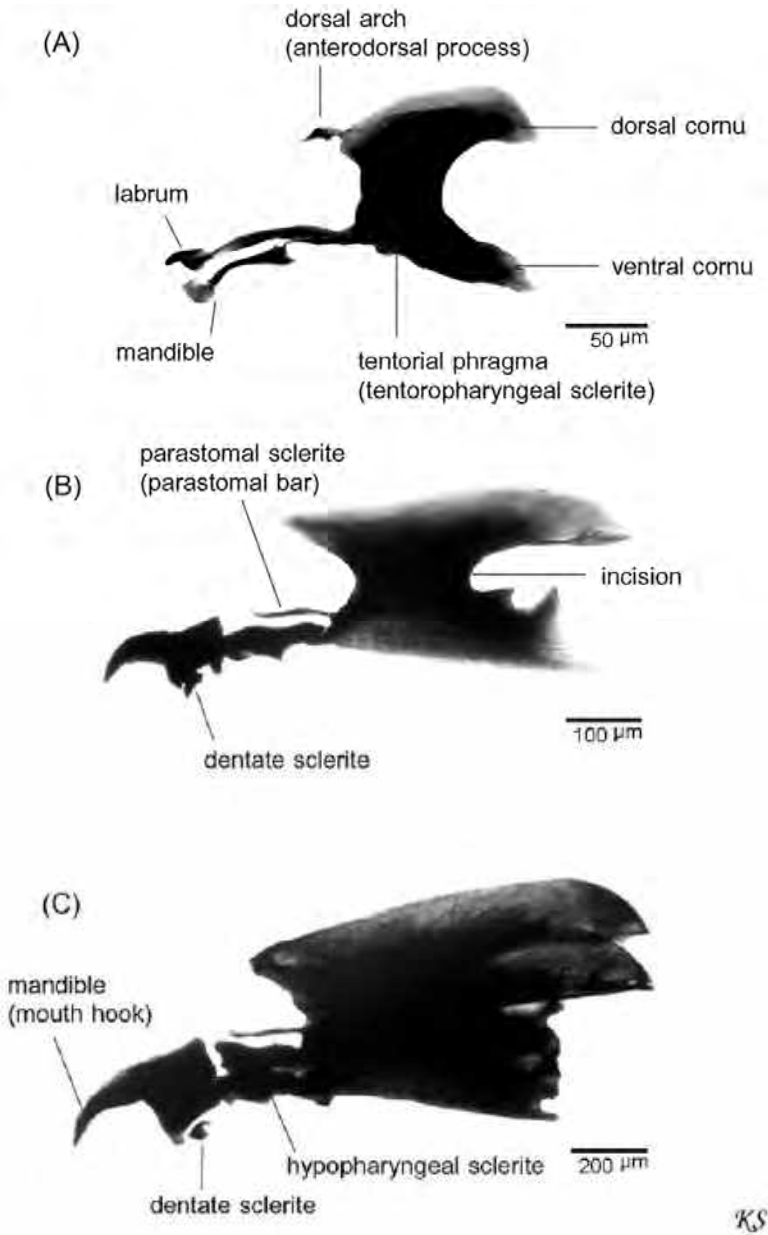 (A)
dorsal arch
(anterodorsal process)
dorsal cornu
labrum
ventral cornu
mandible
50 µm
tentorial phragma
(tentoropharyngeal sclerite)
(B)
parastomal sclerite
(parastomal bar)
incision
100 µm
dentate sclerite
(C)
mandible
(mouth hook)
hypopharyngeal sclerite
200 µm
dentate sclerite
KS